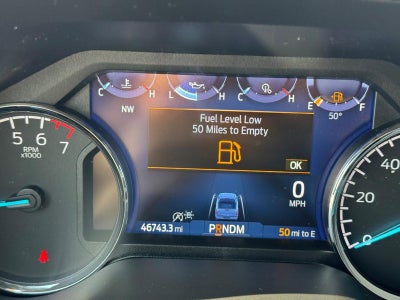 C H
C H
C H
E F
NW
50°
Fuel Level Low
50 Miles to Empty
OK
5 6 7
RPM
x1000
40
20
0
0
MPH
46743.3 mi
PRNDM
50 mi to E